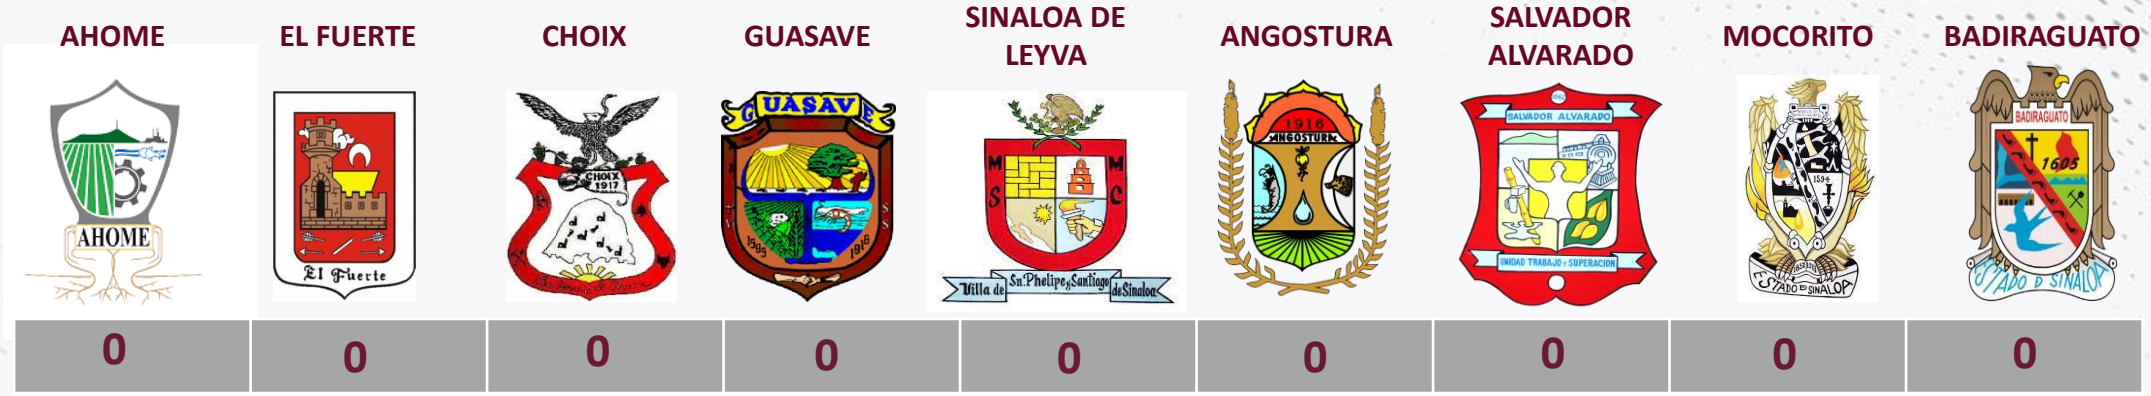 AHOME
EL FUERTE
CHOIX
GUASAVE
SINALOA DE
LEYVA
ANGOSTURA
SALVADOR
ALVARADO
MOCORITO
BADIRAGUATO
AHOME
El Fuerte
CHOIX
1917
GUASAVE
1595
1916
M M
S C
Villa de Sn. Phelipe y Santiago de Sinaloa
1916
ANGOSTURA
1962
SALVADOR ALVARADO
UNIDAD TRABAJO Y SUPERACION
1594
ESTADO D SINALOA
BADIRAGUATO
1605
ESTADO D SINALOA
0 0 0 0 0 0 0 0 0